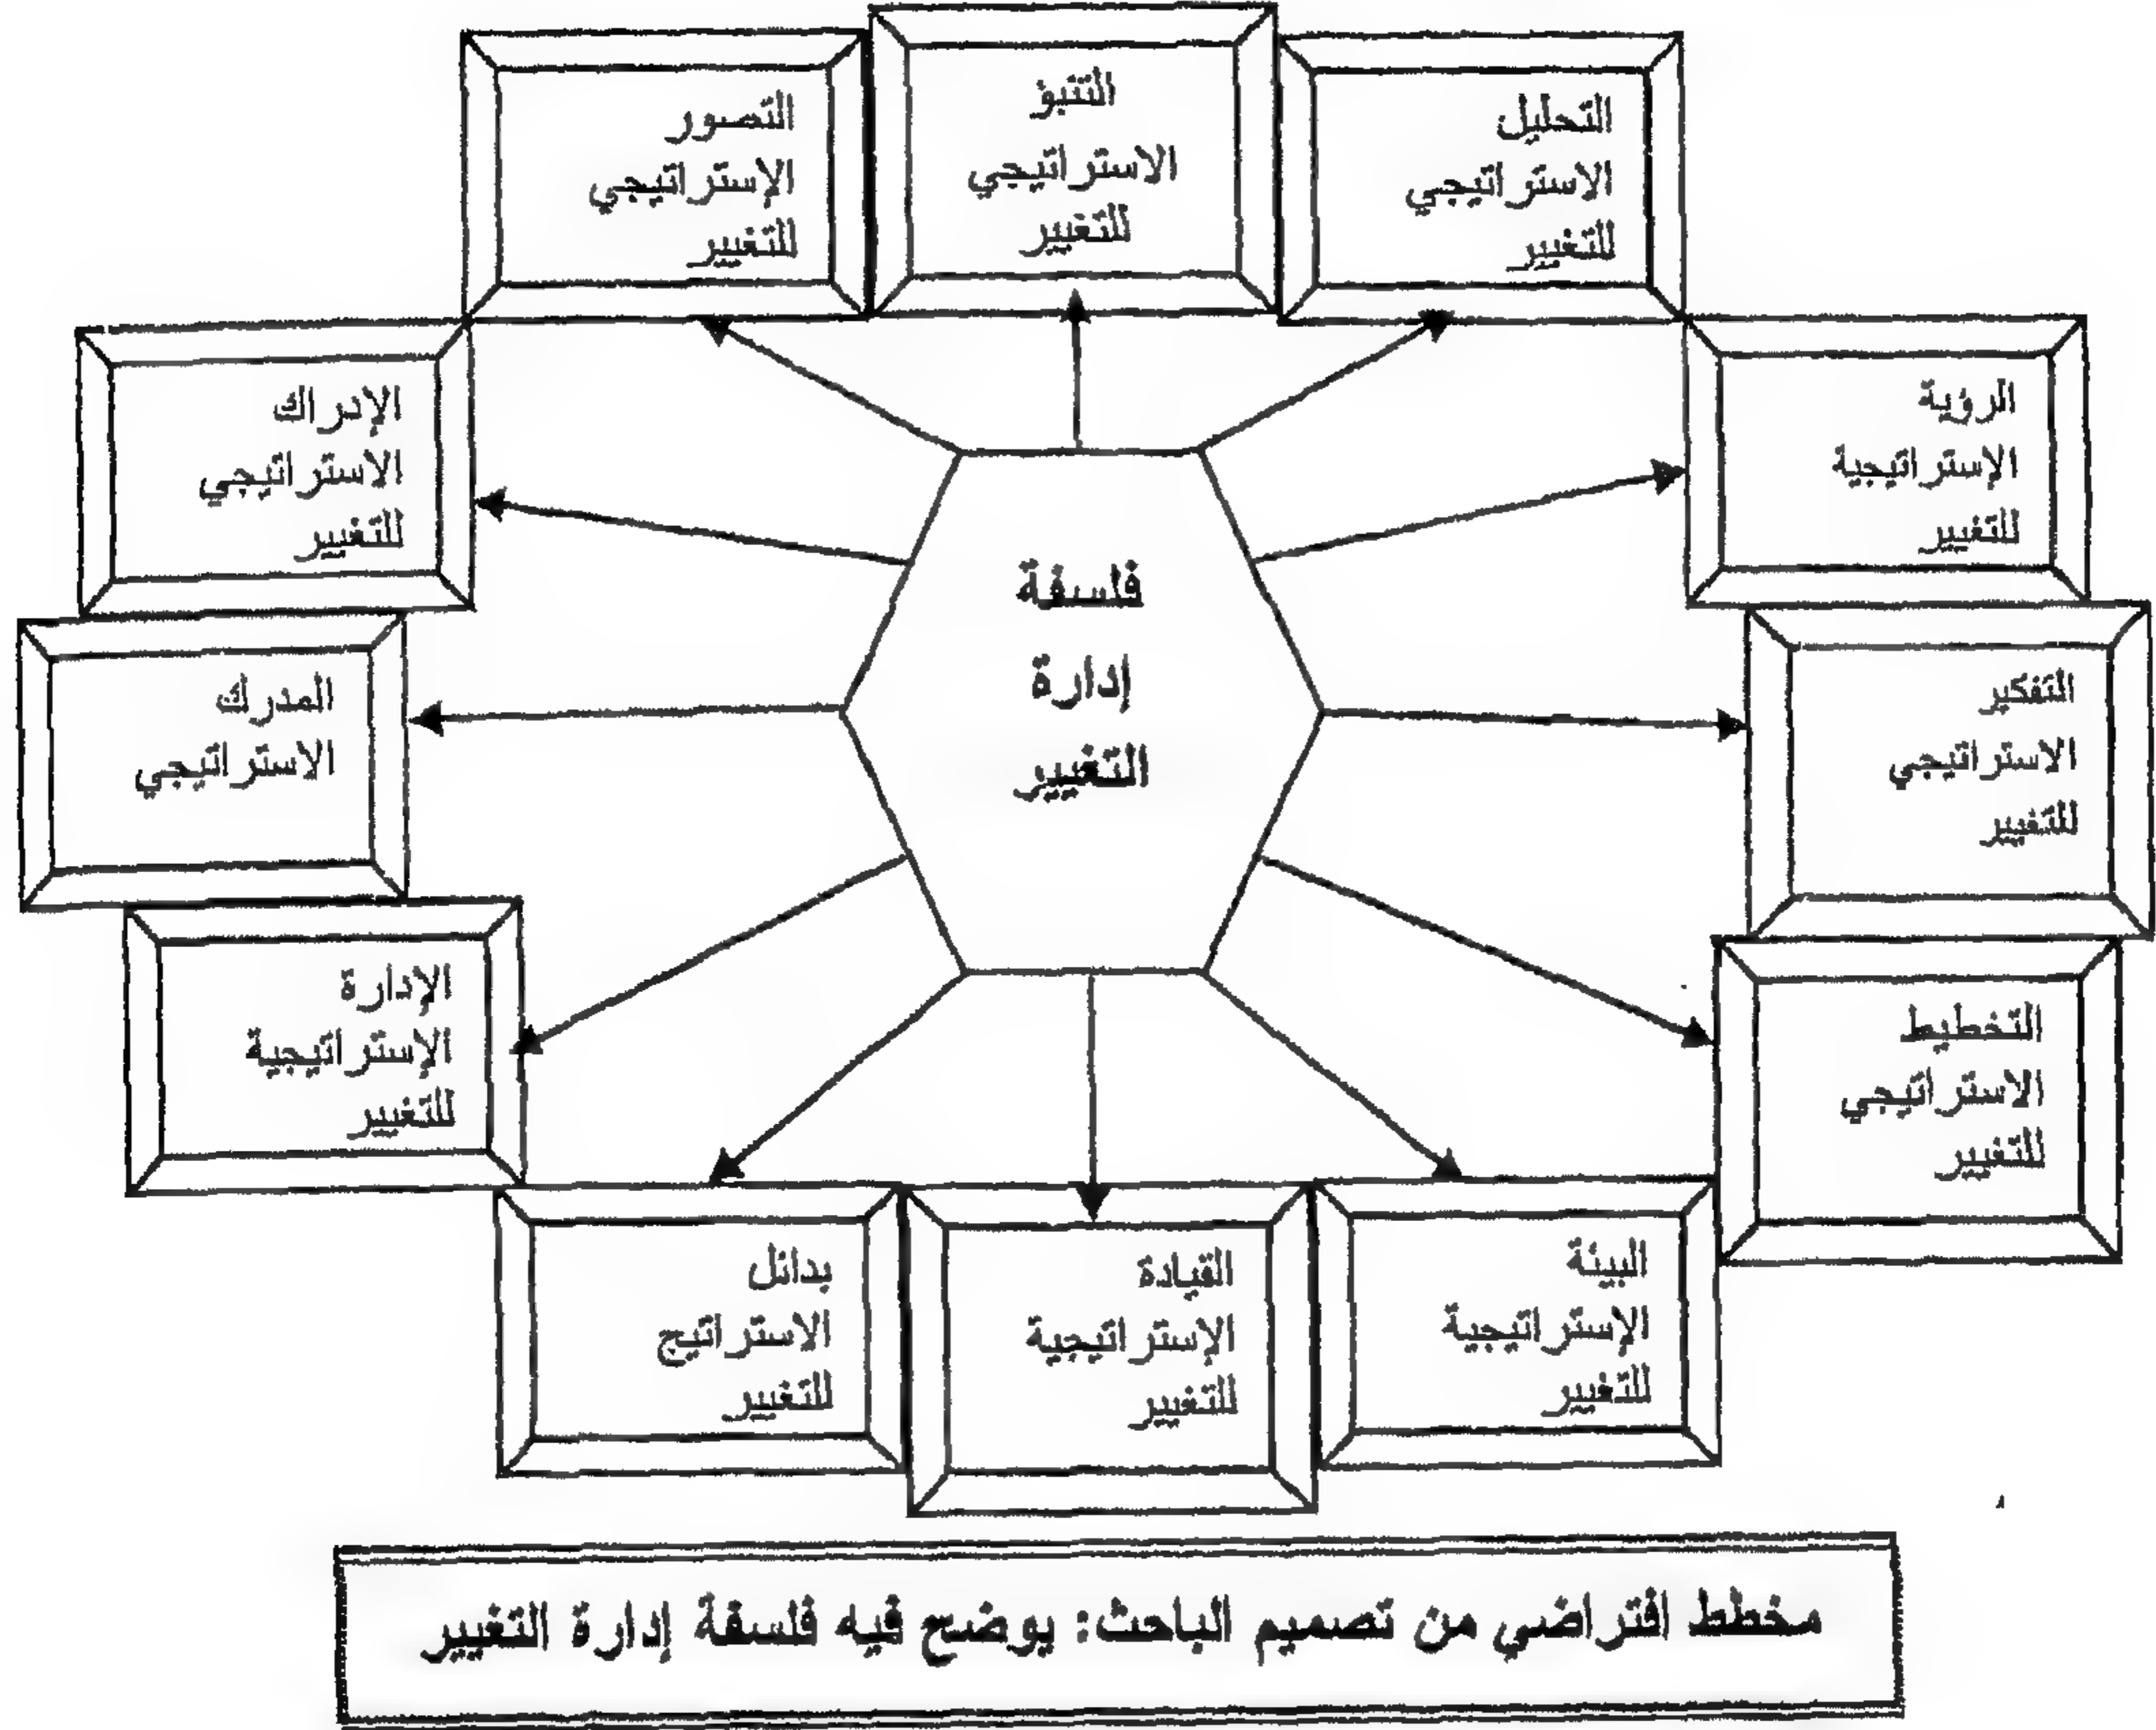 التنبؤ
الاستراتيجي
للتغيير
التحليل
الاستراتيجي
للتغيير
الرؤية
الإستراتيجية
للتغيير
التفكير
الاستراتيجي
للتغيير
التخطيط
الاستراتيجي
للتغيير
البيئة
الإستراتيجية
للتغيير
القيادة
الإستراتيجية
للتغيير
بدائل
الاستراتيج
للتغيير
الإدارة
الإستراتيجية
للتغيير
المدرك
الاستراتيجي
الإدراك
الاستراتيجي
للتغيير
التصور
الإستراتيجي
للتغيير
فلسفة
إدارة
التغيير
مخطط افتراضي من تصميم الباحث: يوضح فيه فلسفة إدارة التغيير